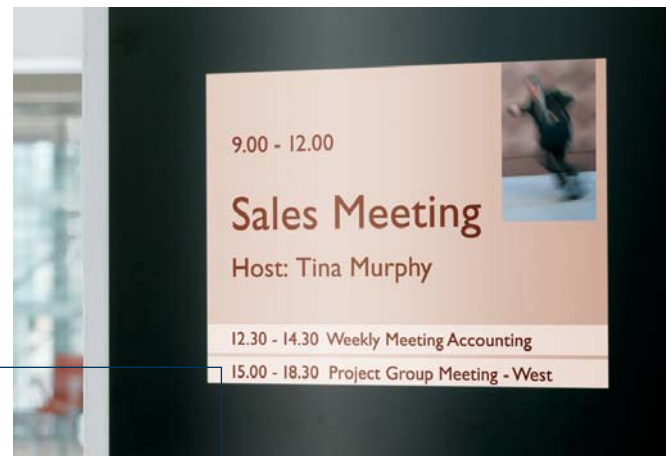 9.00 - 12.00
Sales Meeting
Host: Tina Murphy
12.30 - 14.30 Weekly Meeting Accounting
15.00 - 18.30 Project Group Meeting - West